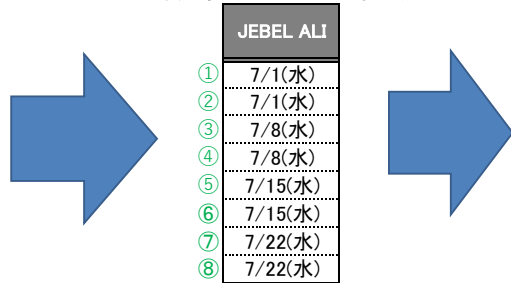 JEBEL ALI
① 7/1(水)
② 7/1(水)
③ 7/8(水)
④ 7/8(水)
⑤ 7/15(水)
⑥ 7/15(水)
⑦ 7/22(水)
⑧ 7/22(水)